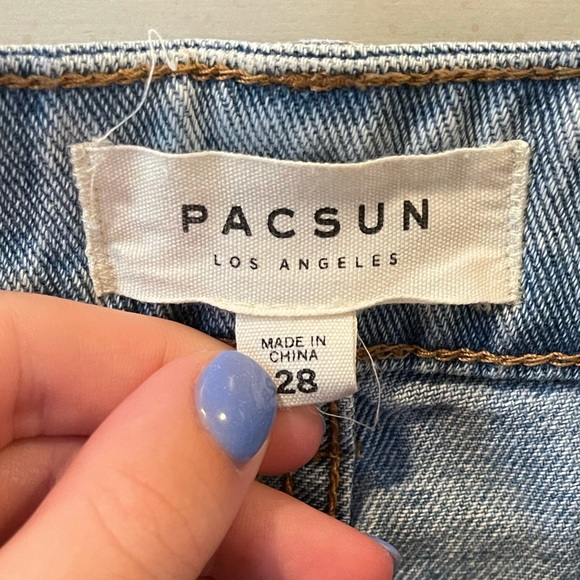 PACSUN
LOS ANGELES
MADE IN
CHINA
28